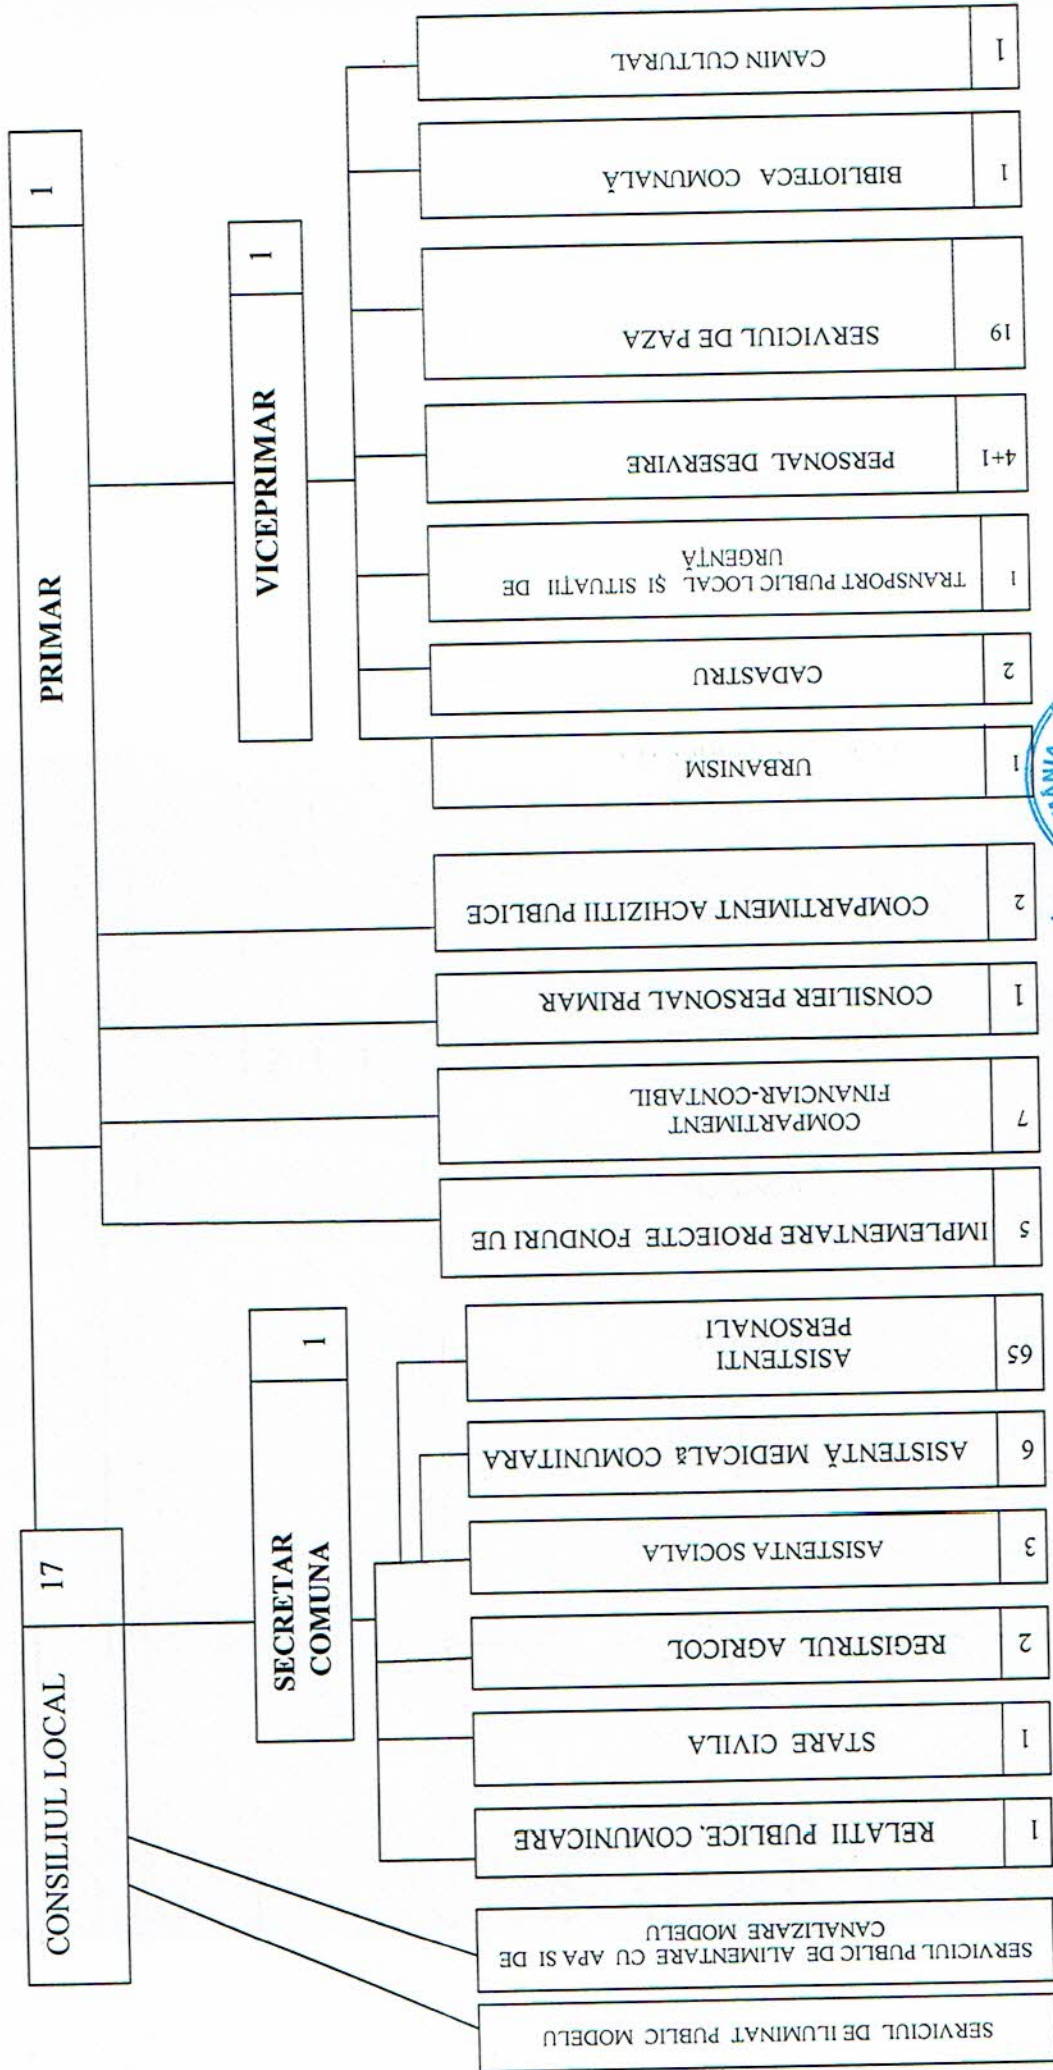 CONSILIUL LOCAL
17
PRIMAR
1
SECRETAR
COMUNA
1
VICEPRIMAR
1
SERVICIUL DE ILUMINAT PUBLIC MODELU
SERVICIUL PUBLIC DE ALIMENTARE CU APA SI DE
CANALIZARE MODELU
RELATII PUBLICE, COMUNICARE
1
STARE CIVILA
1
REGISTRUL AGRICOL
2
ASISTENTA SOCIALA
3
ASISTENTĂ MEDICALă COMUNITARA
6
ASISTENTI
PERSONALI
65
IMPLEMENTARE PROIECTE FONDURI UE
5
COMPARTIMENT
FINANCIAR-CONTABIL
7
CONSILIER PERSONAL PRIMAR
1
COMPARTIMENT ACHIZITII PUBLICE
2
URBANISM
1
CADASTRU
2
TRANSPORT PUBLIC LOCAL ȘI SITUAȚII DE
URGENȚĂ
1
PERSONAL DESERVIRE
4+1
SERVICIUL DE PAZA
19
BIBLIOTECA COMUNALĂ
1
CAMIN CULTURAL
1